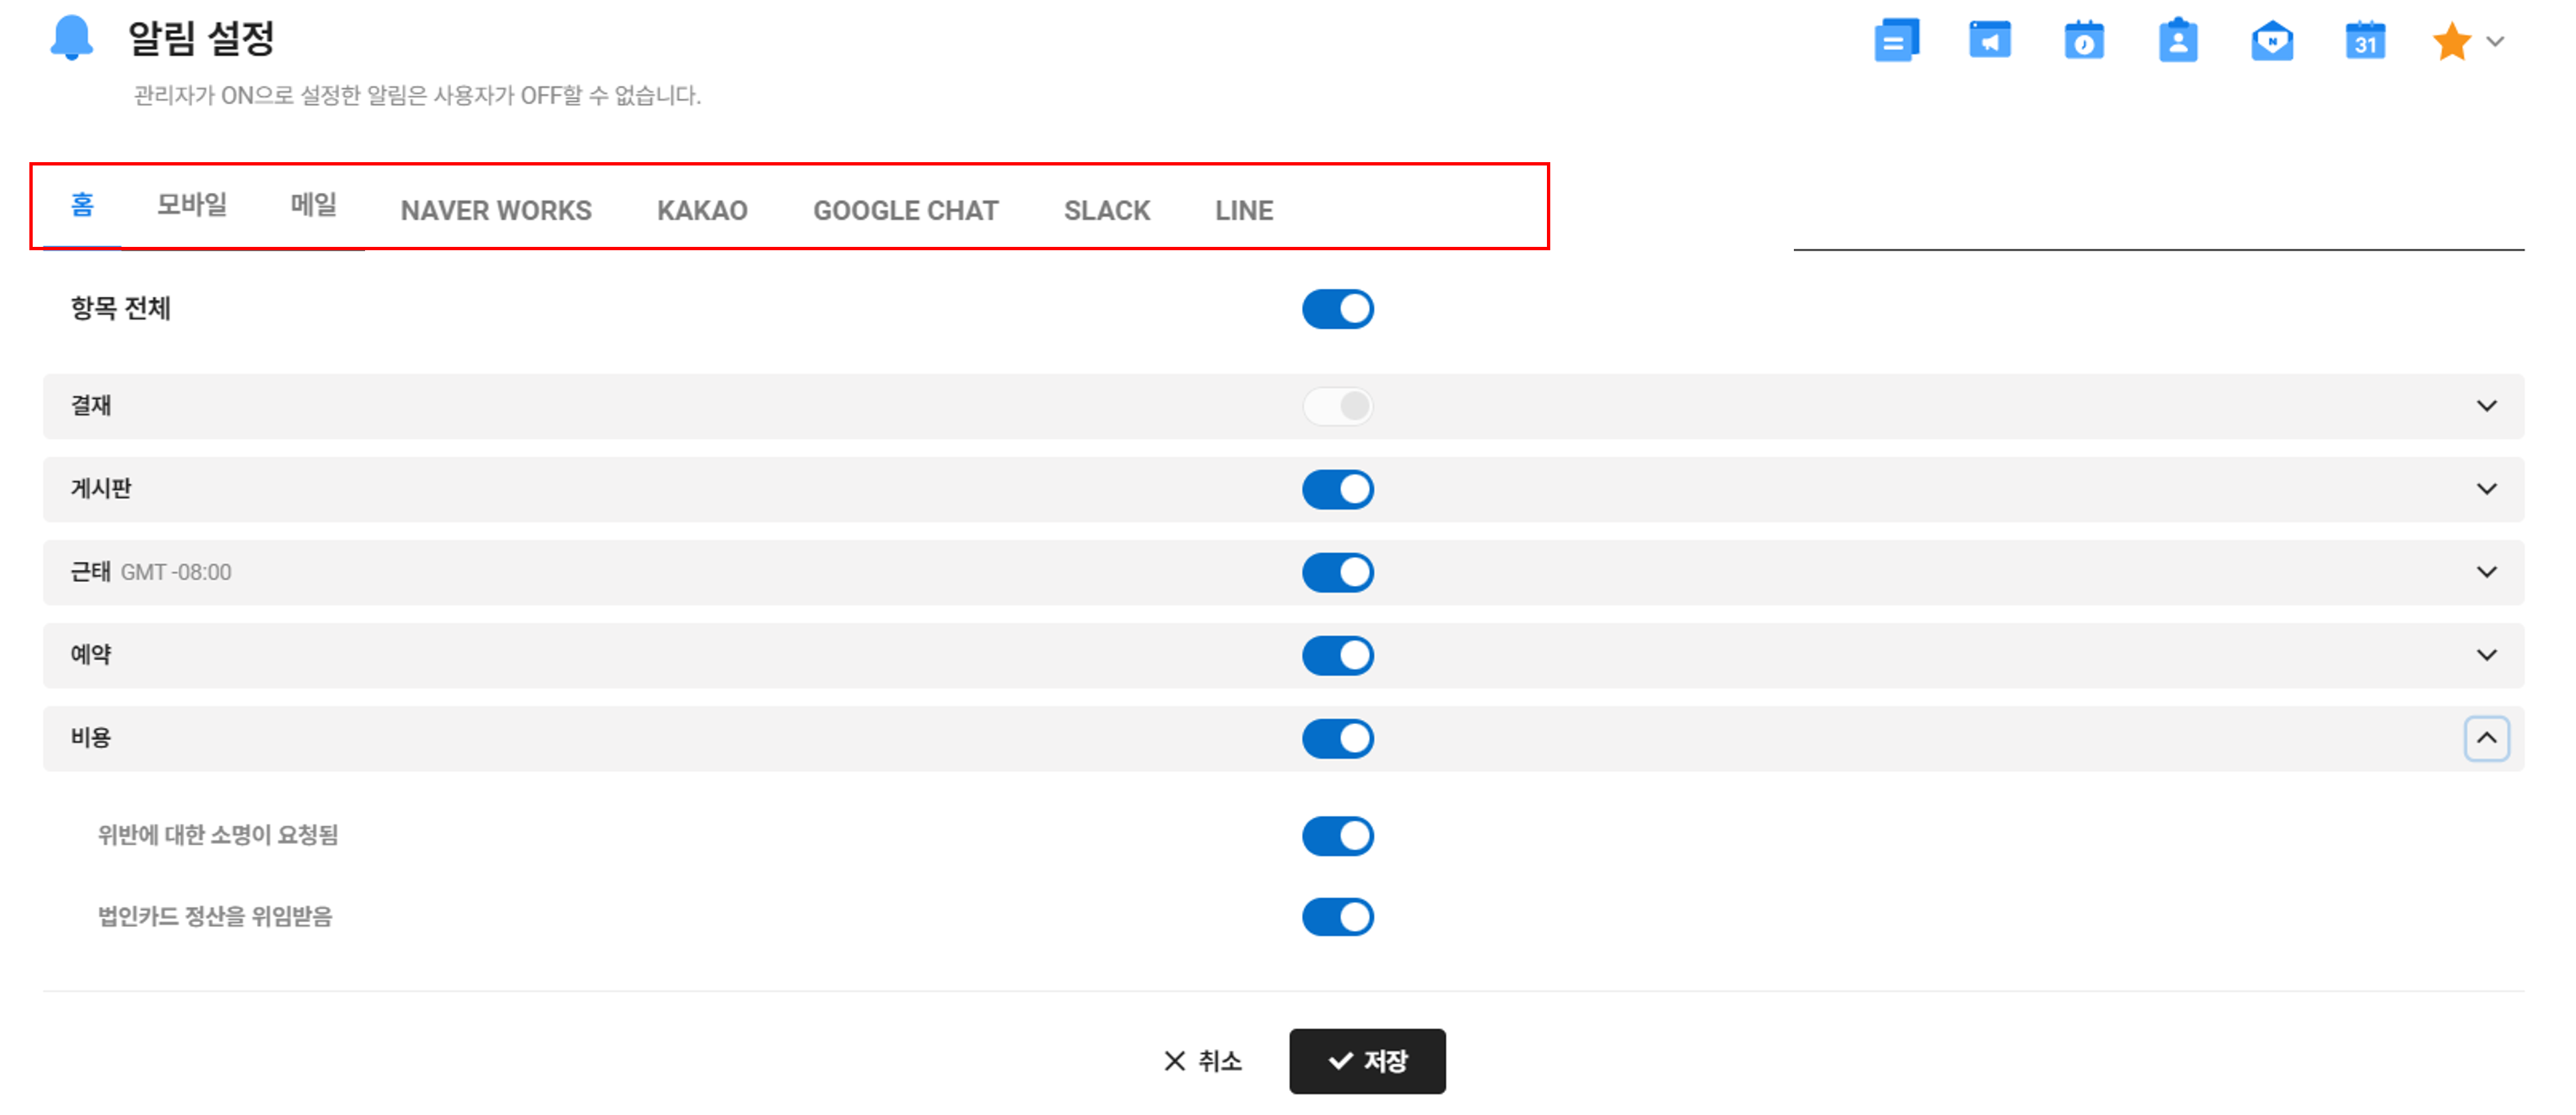 알림 설정
31
관리자가 ON으로 설정한 알림은 사용자가 OFF할 수 없습니다.
홈 모바일 메일 NAVER WORKS KAKAO GOOGLE CHAT SLACK LINE
항목 전체
결재
게시판
근태 GMT -08:00
예약
비용
위반에 대한 소명이 요청됨
법인카드 정산을 위임받음
취소 저장